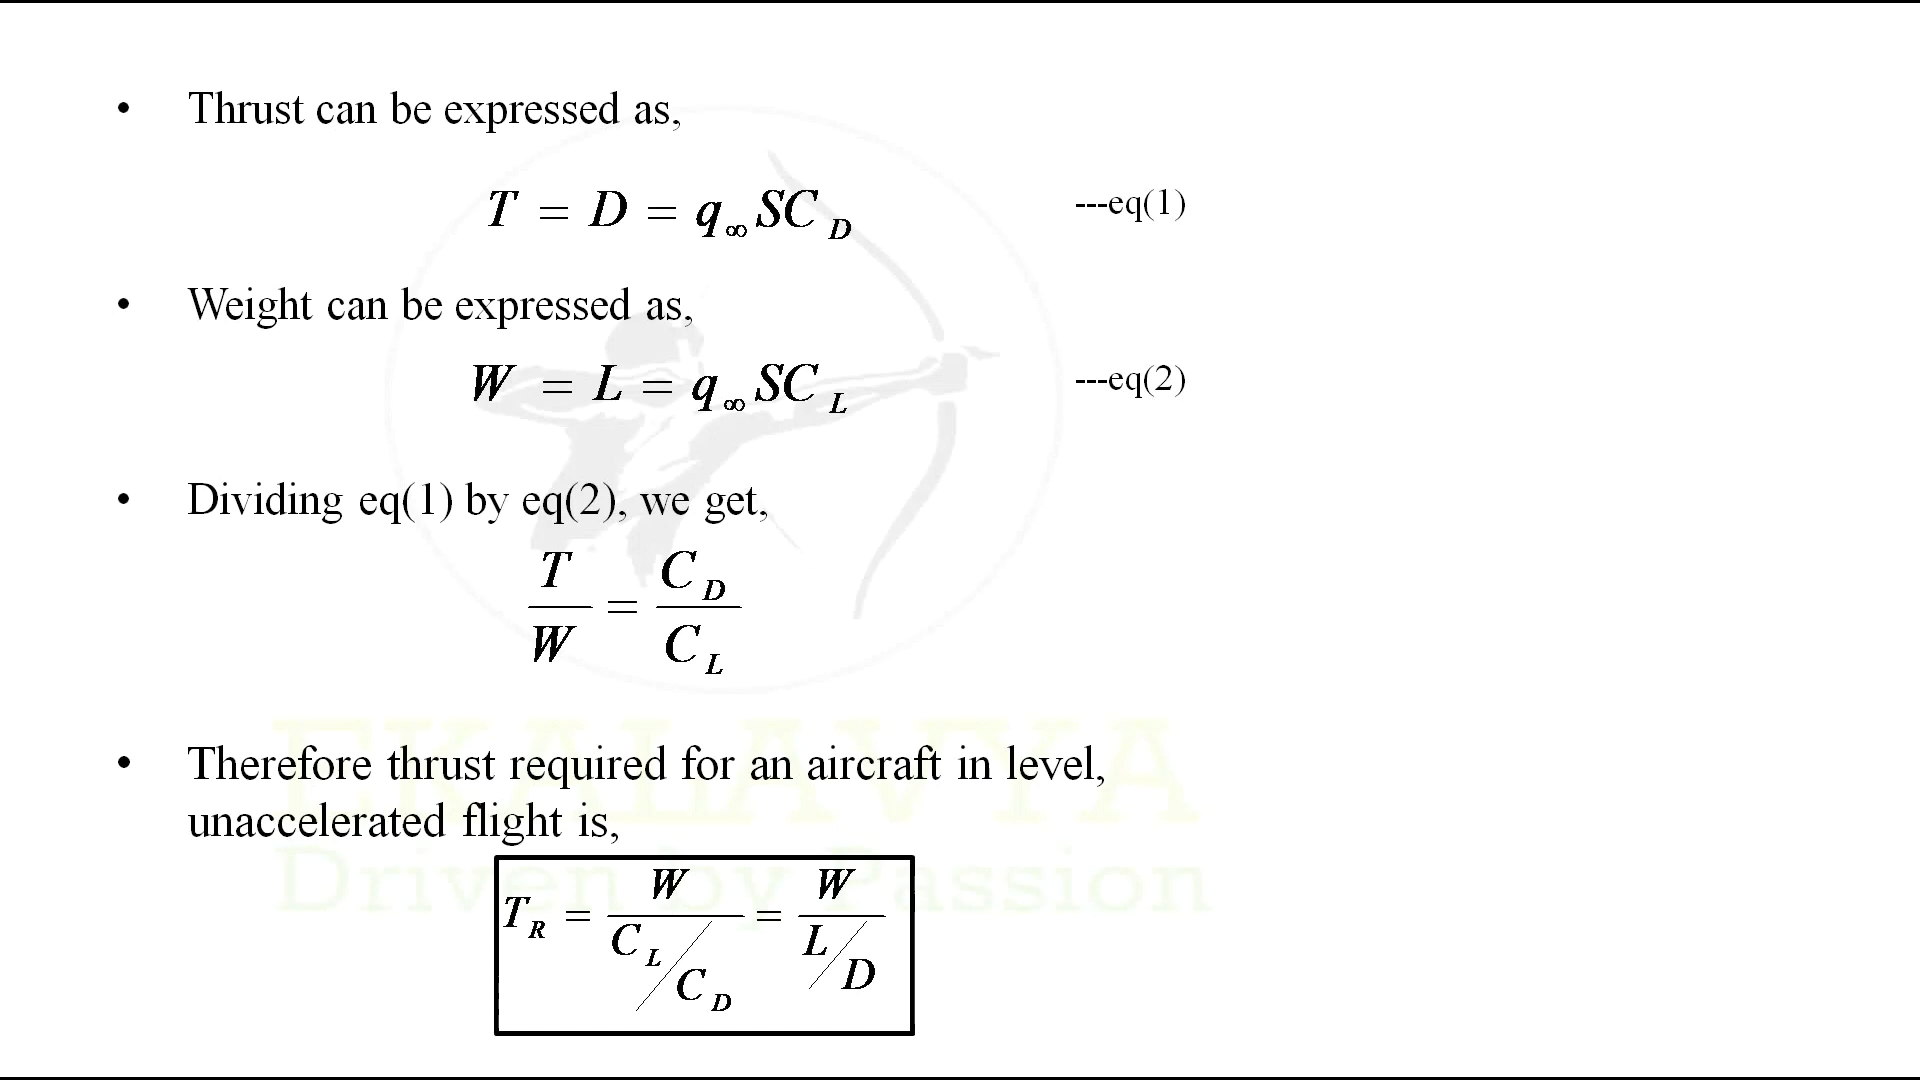 • Thrust can be expressed as,
T = D = q∞ SC_D ---eq(1)
• Weight can be expressed as,
W = L = q∞ SC_L ---eq(2)
• Dividing eq(1) by eq(2), we get,
T/W = C_D/C_L
EKALAVYA
• Therefore thrust required for an aircraft in level,
unaccelerated flight is,
Driven by Passion
T_R = W/(C_L/C_D) = W/(L/D)